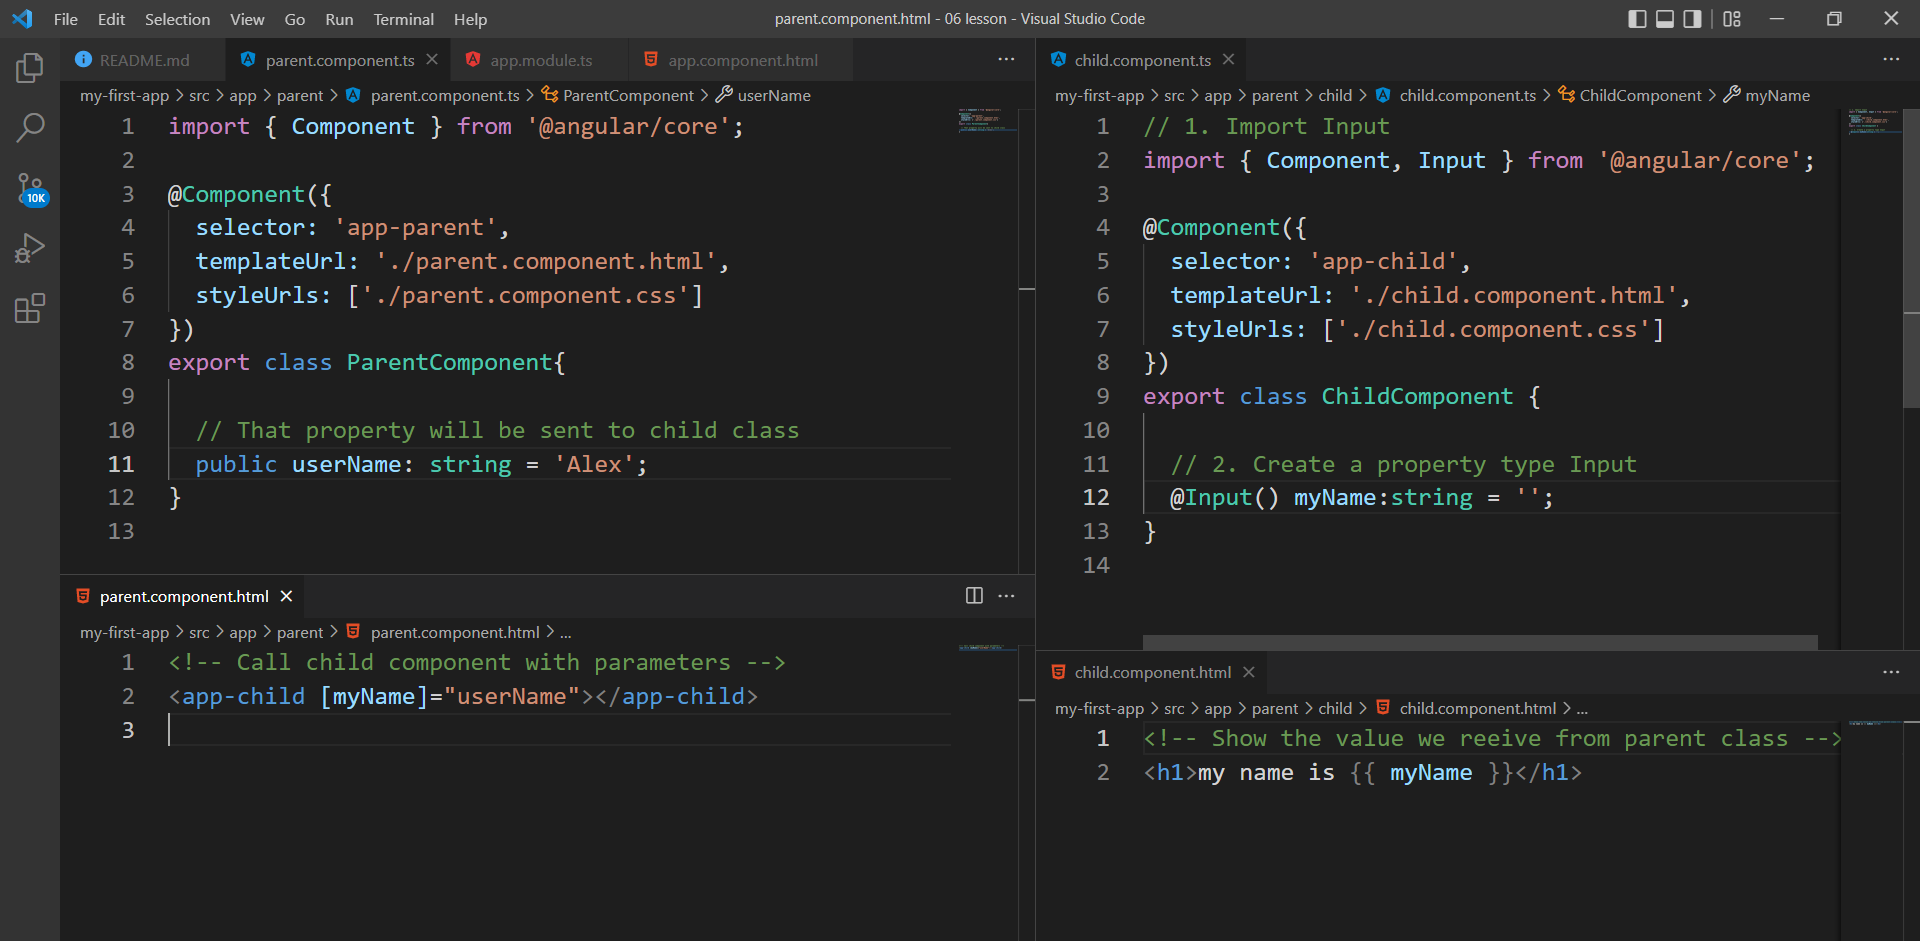 File Edit Selection View Go Run Terminal Help
parent.component.html - 06 lesson - Visual Studio Code
10K
README.md
parent.component.ts
app.module.ts
app.component.html
my-first-app > src > app > parent > parent.component.ts > ParentComponent > userName
1 import { Component } from '@angular/core';
2
3 @Component({
4 selector: 'app-parent',
5 templateUrl: './parent.component.html',
6 styleUrls: ['./parent.component.css']
7 })
8 export class ParentComponent{
9
10 // That property will be sent to child class
11 public userName: string = 'Alex';
12 }
13
parent.component.html
my-first-app > src > app > parent > parent.component.html > ...
1 <!-- Call child component with parameters -->
2 <app-child [myName]="userName"></app-child>
3
child.component.ts
my-first-app > src > app > parent > child > child.component.ts > ChildComponent > myName
1 // 1. Import Input
2 import { Component, Input } from '@angular/core';
3
4 @Component({
5 selector: 'app-child',
6 templateUrl: './child.component.html',
7 styleUrls: ['./child.component.css']
8 })
9 export class ChildComponent {
10
11 // 2. Create a property type Input
12 @Input() myName:string = '';
13 }
14
child.component.html
my-first-app > src > app > parent > child > child.component.html > ...
1 <!-- Show the value we reeive from parent class -->
2 <h1>my name is {{ myName }}</h1>